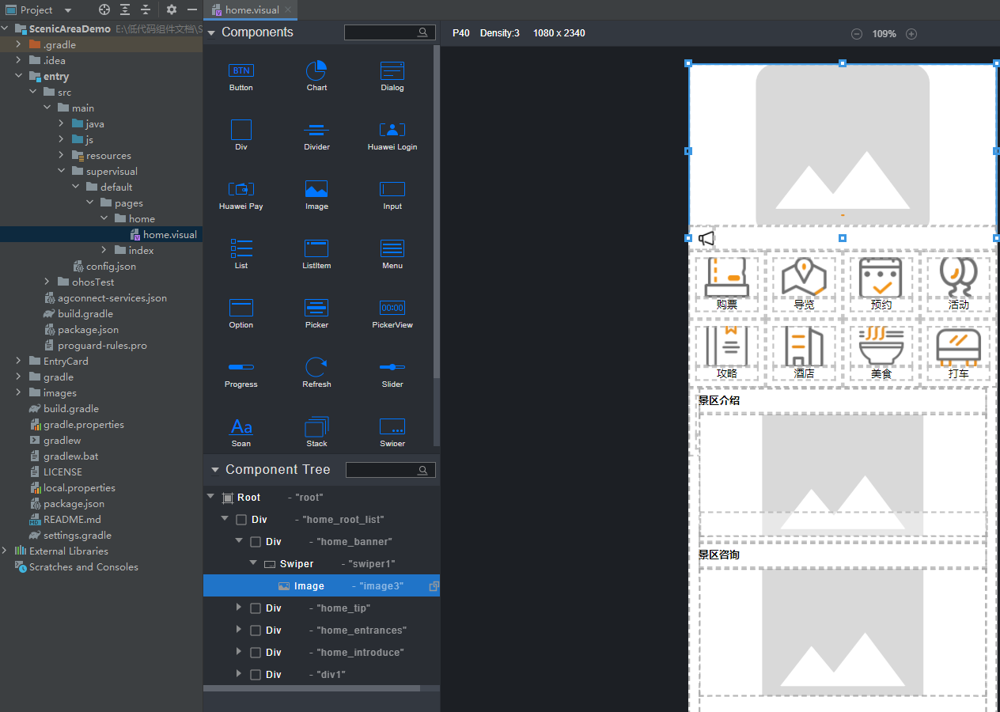 Project
ScenicAreaDemo E:\低代码组件文档\S
.gradle
.idea
entry
src
main
java
js
resources
supervisual
default
pages
home
home.visual
index
config.json
ohosTest
agconnect-services.json
build.gradle
package.json
proguard-rules.pro
EntryCard
gradle
images
build.gradle
gradle.properties
gradlew
gradlew.bat
LICENSE
local.properties
package.json
README.md
settings.gradle
External Libraries
Scratches and Consoles
home.visual
Components
BTN
Button Chart Dialog
Div Divider Huawei Login
Huawei Pay Image Input
List ListItem Menu
00:00
Option Picker PickerView
Progress Refresh Slider
Aa
Span Stack Swiper
Component Tree
Root - "root"
Div - "home_root_list"
Div - "home_banner"
Swiper - "swiper1"
Image - "image3"
Div - "home_tip"
Div - "home_entrances"
Div - "home_introduce"
Div - "div1"
P40 Density:3 1080 x 2340 109%
购票 导览 预约 活动
攻略 酒店 美食 打车
景区介绍
景区咨询